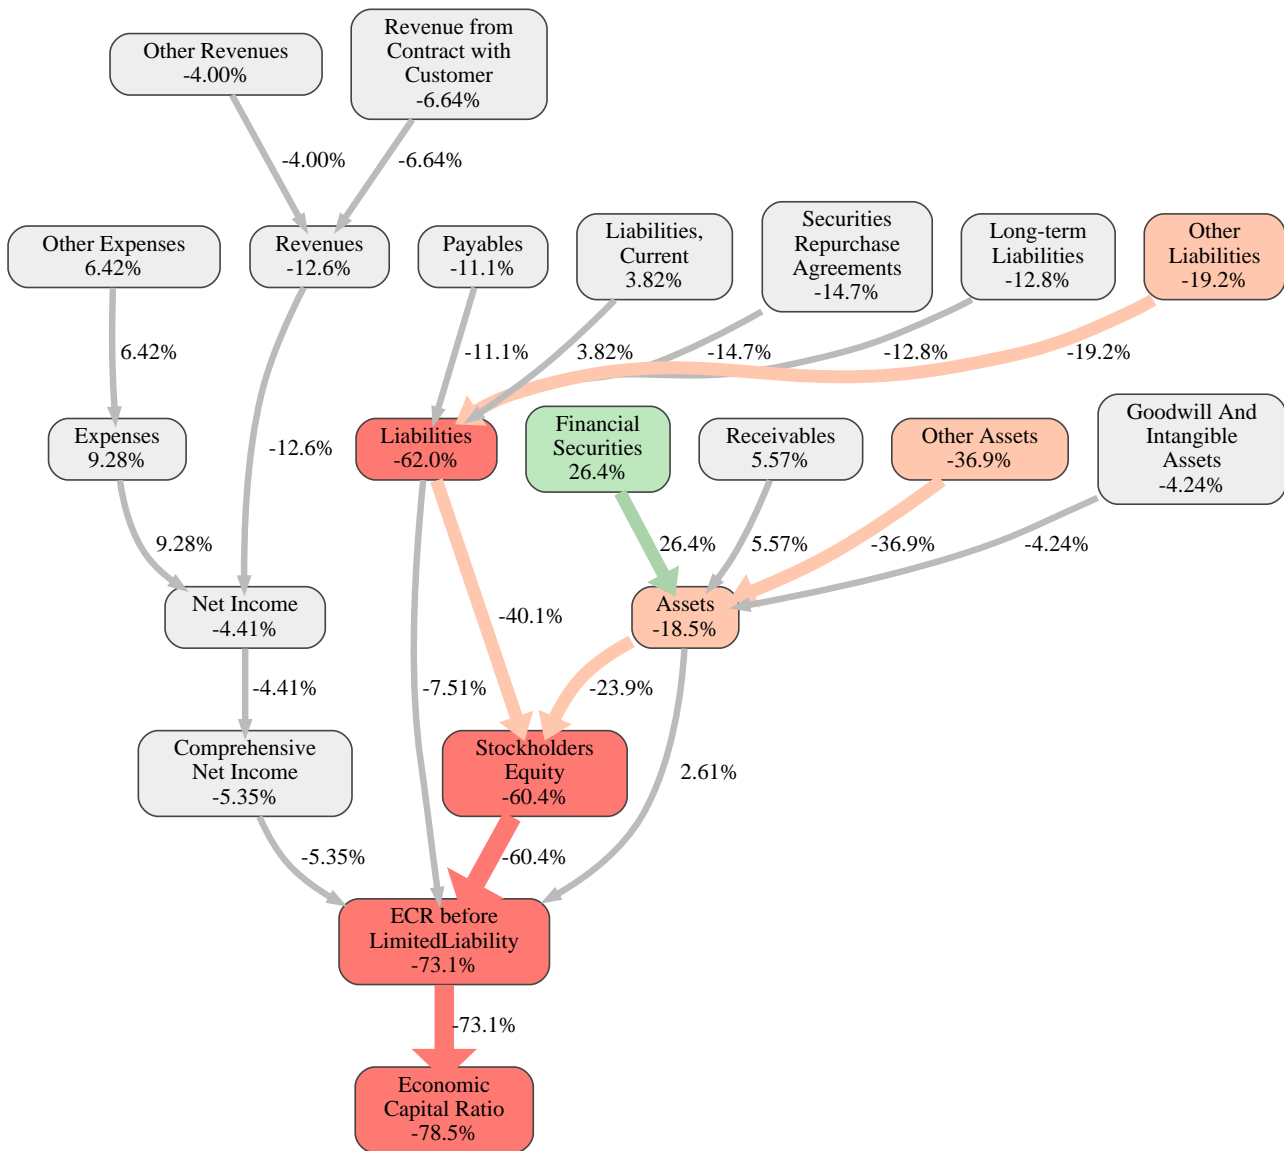 Other Revenues
-4.00%
Revenue from
Contract with
Customer
-6.64%
-4.00%
-6.64%
Other Expenses
6.42%
Revenues
-12.6%
Payables
-11.1%
Liabilities,
Current
3.82%
Securities
Repurchase
Agreements
-14.7%
Long-term
Liabilities
-12.8%
Other
Liabilities
-19.2%
6.42%
-11.1%
3.82%
-14.7%
-12.8%
-19.2%
Expenses
9.28%
-12.6%
Liabilities
-62.0%
Financial
Securities
26.4%
Receivables
5.57%
Other Assets
-36.9%
Goodwill And
Intangible
Assets
-4.24%
9.28%
26.4%
5.57%
-36.9%
-4.24%
Net Income
-4.41%
-40.1%
Assets
-18.5%
-4.41%
-7.51%
-23.9%
Comprehensive
Net Income
-5.35%
Stockholders
Equity
-60.4%
2.61%
-5.35%
-60.4%
ECR before
LimitedLiability
-73.1%
-73.1%
Economic
Capital Ratio
-78.5%